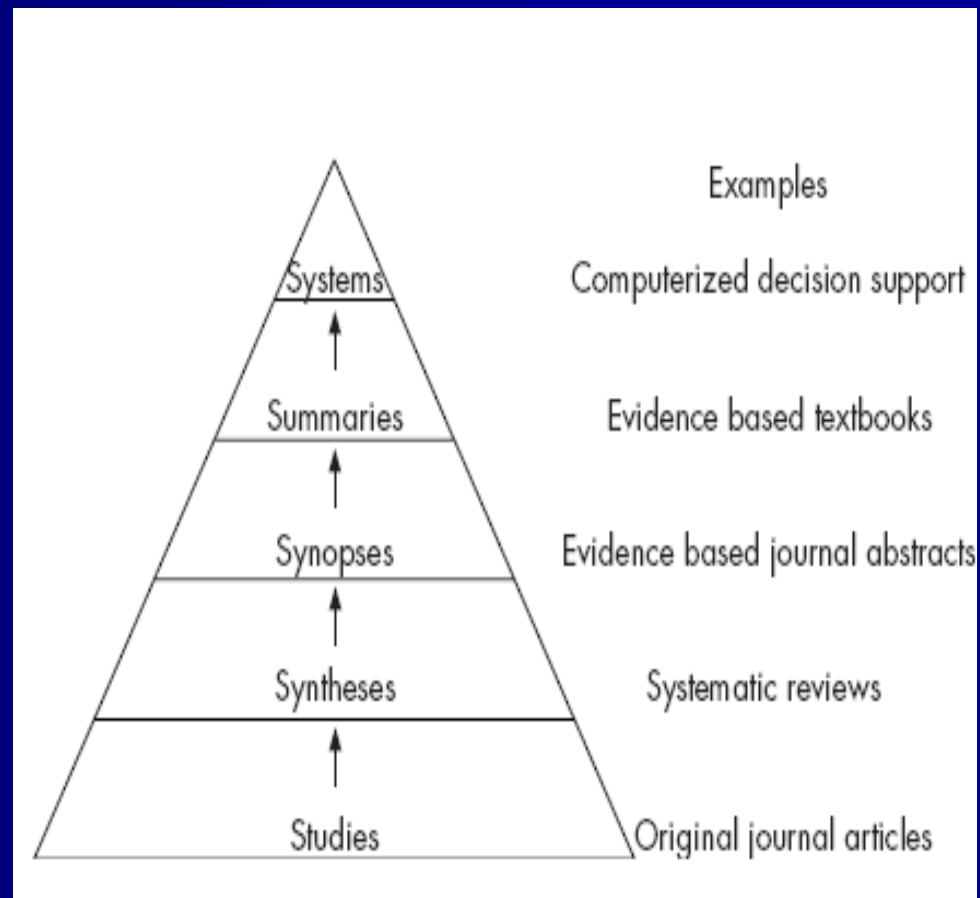 Examples
Systems Computerized decision support
Summaries Evidence based textbooks
Synopses Evidence based journal abstracts
Syntheses Systematic reviews
Studies Original journal articles